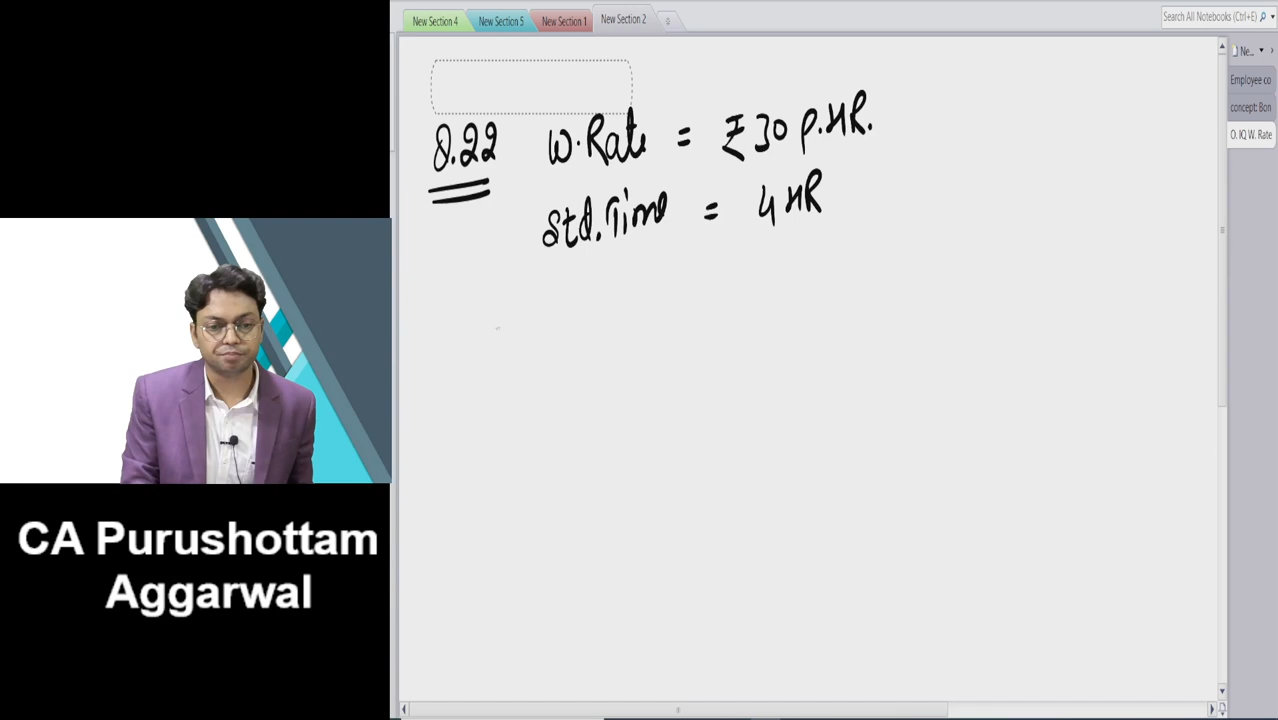 New Section 4
New Section 5
New Section 1
New Section 2
Search All Notebooks (Ctrl+E)
Ne...
Employee co
concept: Bon
O. IQ W. Rate
Q.22 W.Rate = ₹30 P.HR.
Std.Time = 4 HR
CA Purushottam
Aggarwal